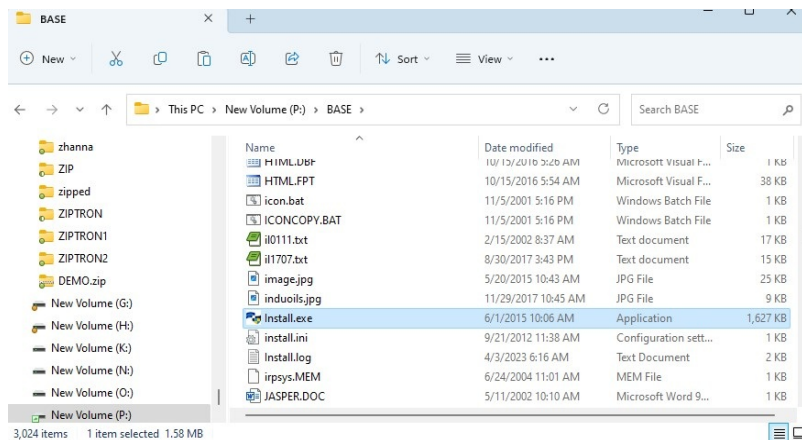 BASE
New
Sort
View
This PC > New Volume (P:) > BASE >
Search BASE
zhanna
ZIP
zipped
ZIPTRON
ZIPTRON1
ZIPTRON2
DEMO.zip
New Volume (G:)
New Volume (H:)
New Volume (K:)
New Volume (N:)
New Volume (O:)
New Volume (P:)
Name Date modified Type Size
HTML.DBF 10/15/2016 5:26 AM Microsoft Visual F... 1 KB
HTML.FPT 10/15/2016 5:54 AM Microsoft Visual F... 38 KB
icon.bat 11/5/2001 5:16 PM Windows Batch File 1 KB
ICONCOPY.BAT 11/5/2001 5:16 PM Windows Batch File 1 KB
il0111.txt 2/15/2002 8:37 AM Text document 17 KB
il1707.txt 8/30/2017 3:43 PM Text document 15 KB
image.jpg 5/20/2015 10:43 AM JPG File 25 KB
induoils.jpg 11/29/2017 10:45 AM JPG File 9 KB
Install.exe 6/1/2015 10:06 AM Application 1,627 KB
install.ini 9/21/2012 11:38 AM Configuration sett... 1 KB
Install.log 4/3/2023 6:16 AM Text Document 2 KB
irpsys.MEM 6/24/2004 11:01 AM MEM File 1 KB
JASPER.DOC 5/11/2002 10:10 AM Microsoft Word 9... 1 KB
3,024 items 1 item selected 1.58 MB